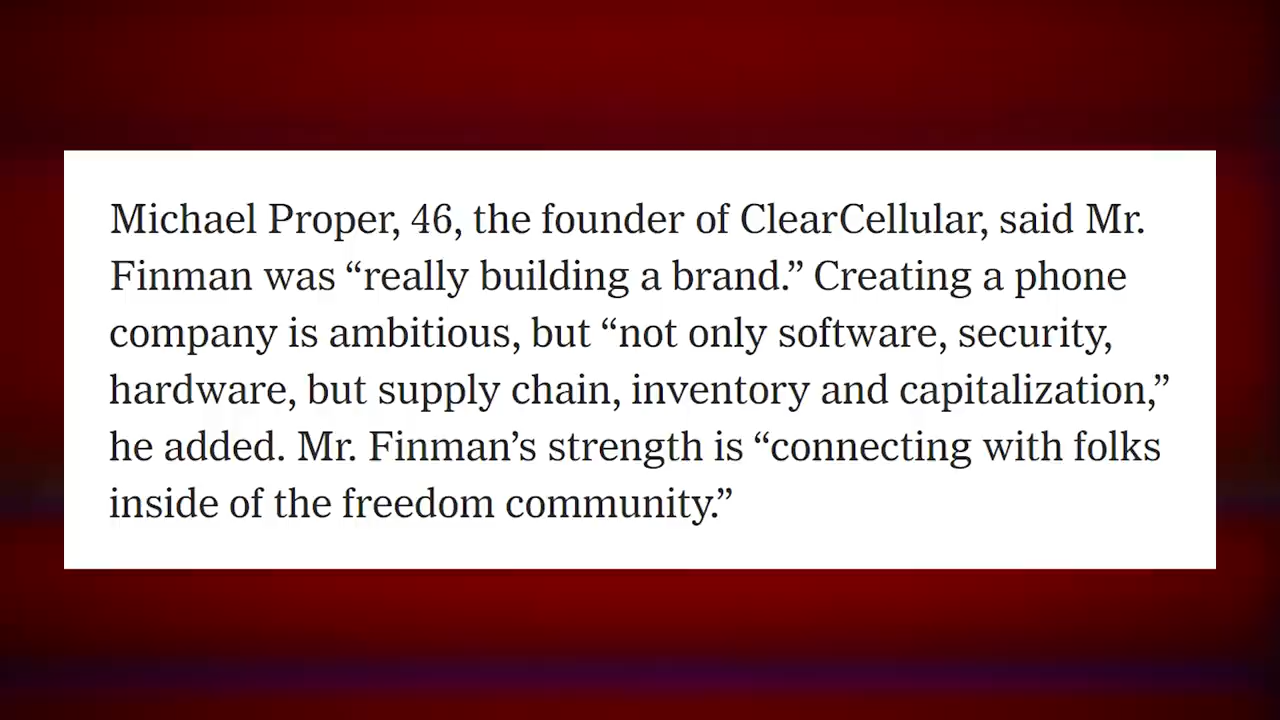 Michael Proper, 46, the founder of ClearCellular, said Mr.
Finman was “really building a brand.” Creating a phone
company is ambitious, but “not only software, security,
hardware, but supply chain, inventory and capitalization,”
he added. Mr. Finman’s strength is “connecting with folks
inside of the freedom community.”